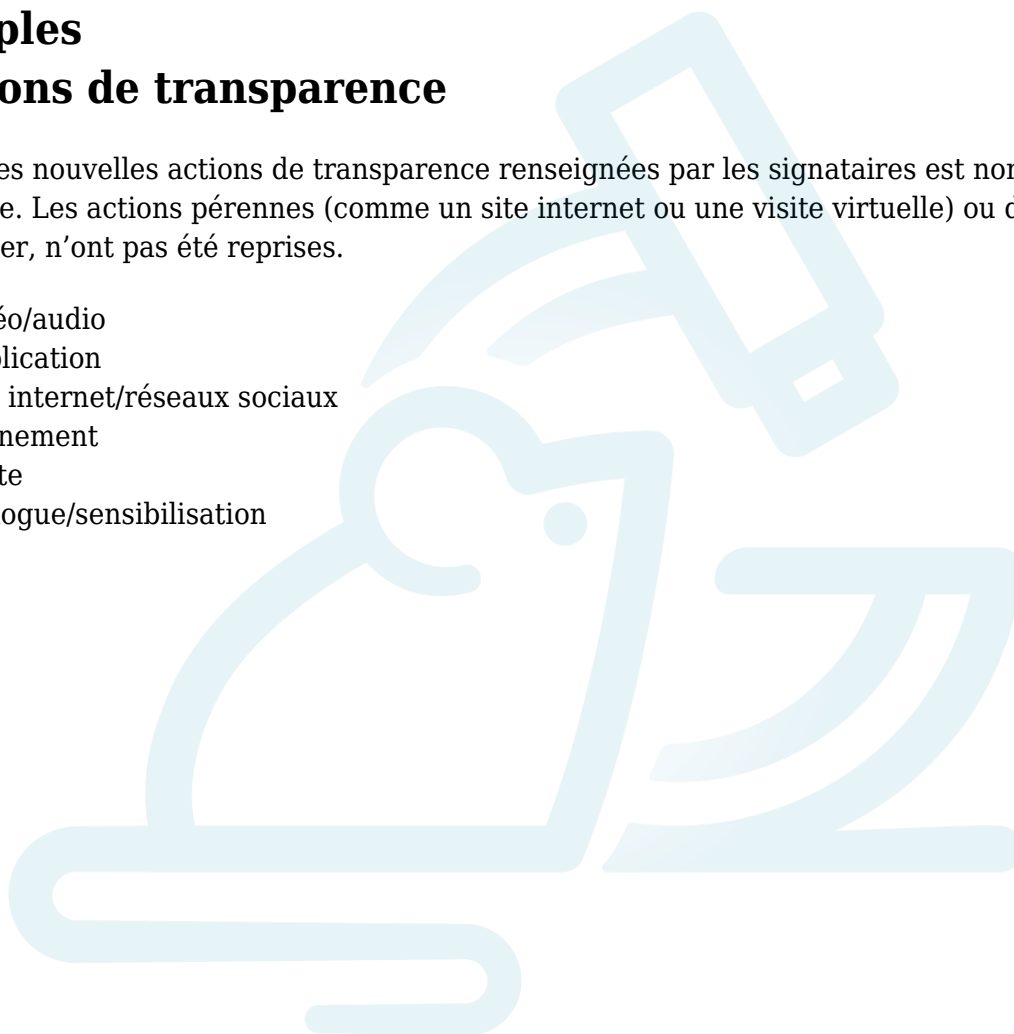 ples
ons de transparence
es nouvelles actions de transparence renseignées par les signataires est nor
e. Les actions pérennes (comme un site internet ou une visite virtuelle) ou d
er, n’ont pas été reprises.
éo/audio
lication
internet/réseaux sociaux
nement
te
ogue/sensibilisation